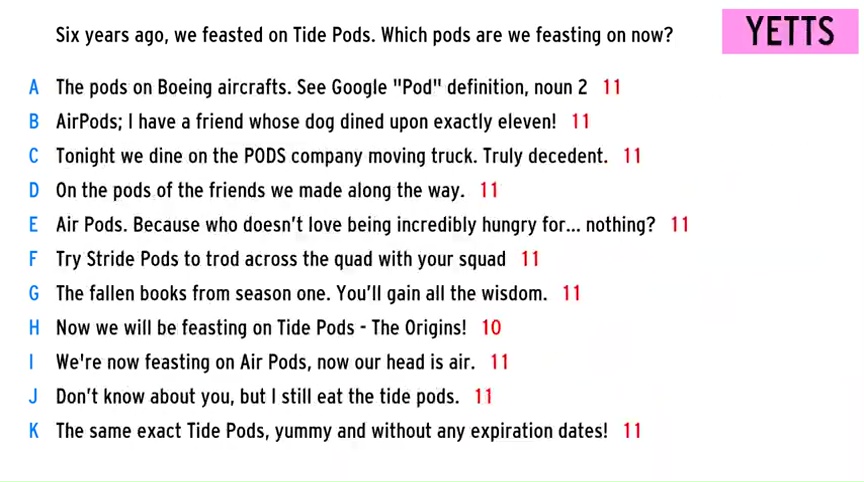 Six years ago, we feasted on Tide Pods. Which pods are we feasting on now?
YETTS
A The pods on Boeing aircrafts. See Google "Pod" definition, noun 2 11
B AirPods; I have a friend whose dog dined upon exactly eleven! 11
C Tonight we dine on the PODS company moving truck. Truly decedent. 11
D On the pods of the friends we made along the way. 11
E Air Pods. Because who doesn't love being incredibly hungry for... nothing? 11
F Try Stride Pods to trod across the quad with your squad 11
G The fallen books from season one. You'll gain all the wisdom. 11
H Now we will be feasting on Tide Pods - The Origins! 10
I We're now feasting on Air Pods, now our head is air. 11
J Don't know about you, but I still eat the tide pods. 11
K The same exact Tide Pods, yummy and without any expiration dates! 11